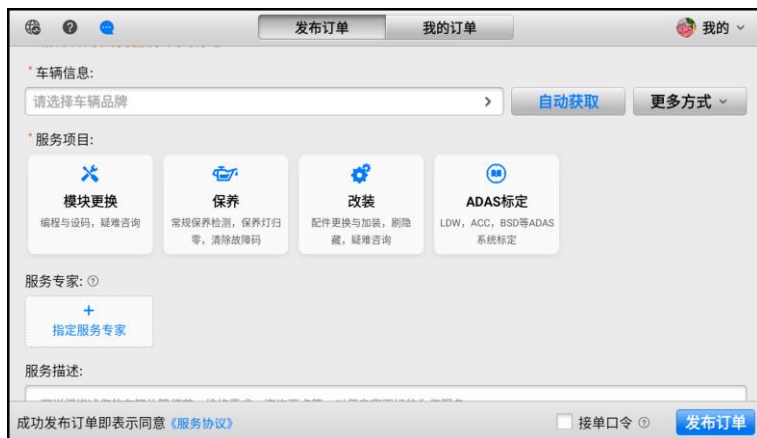 发布订单
我的订单
我的
*车辆信息:
请选择车辆品牌
自动获取
更多方式
*服务项目:
模块更换
编程与设码，疑难咨询
保养
常规保养检测，保养灯归
零，清除故障码
改装
配件更换与加装，刷隐
藏，疑难咨询
ADAS标定
LDW，ACC，BSD等ADAS
系统标定
服务专家:
+
指定服务专家
服务描述:
成功发布订单即表示同意《服务协议》
接单口令
发布订单